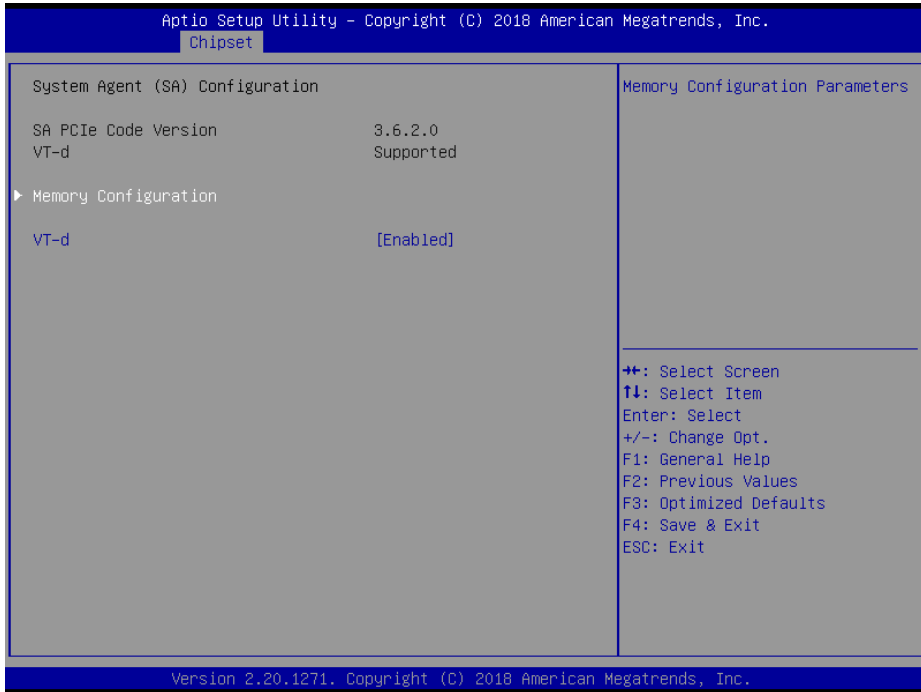 Aptio Setup Utility – Copyright (C) 2018 American Megatrends, Inc.
Chipset
System Agent (SA) Configuration
SA PCIe Code Version 3.6.2.0
VT-d Supported
▶ Memory Configuration
VT-d [Enabled]
Memory Configuration Parameters
→←: Select Screen
↑↓: Select Item
Enter: Select
+/-: Change Opt.
F1: General Help
F2: Previous Values
F3: Optimized Defaults
F4: Save & Exit
ESC: Exit
Version 2.20.1271. Copyright (C) 2018 American Megatrends, Inc.